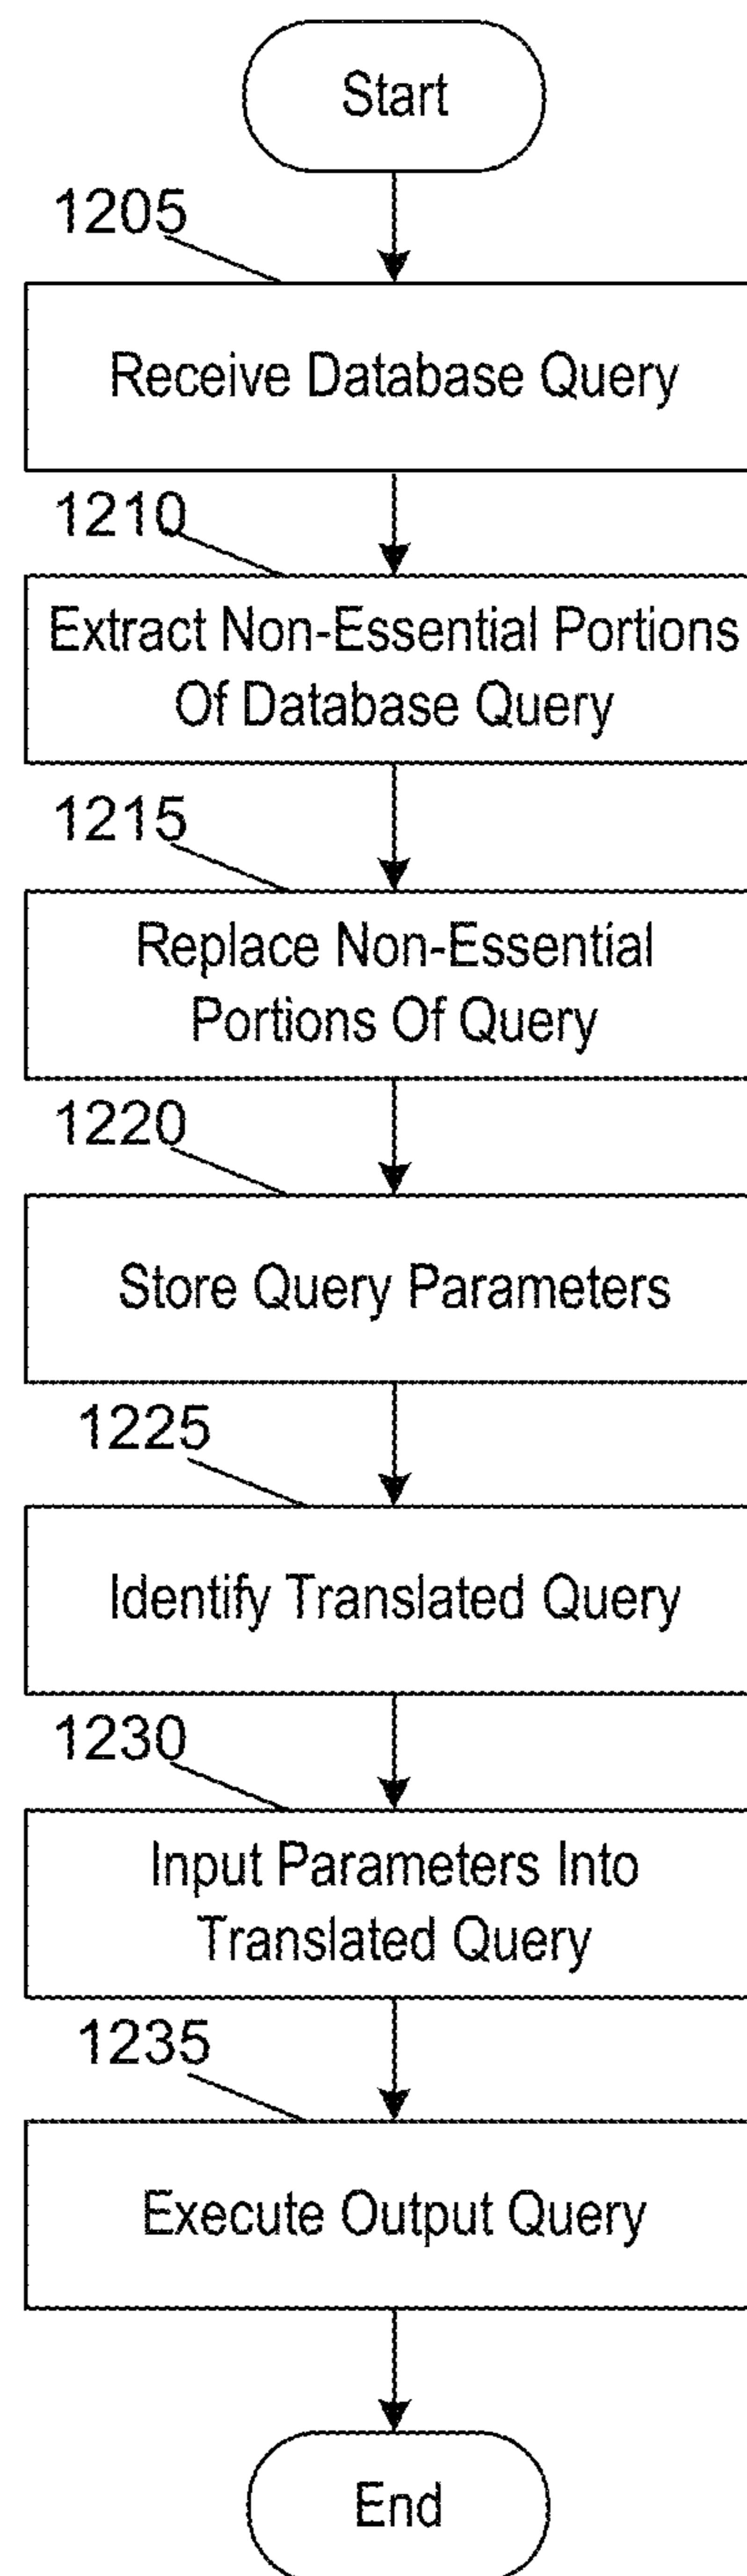 Start
1205
Receive Database Query
1210
Extract Non-Essential Portions
Of Database Query
1215
Replace Non-Essential
Portions Of Query
1220
Store Query Parameters
1225
Identify Translated Query
1230
Input Parameters Into
Translated Query
1235
Execute Output Query
End